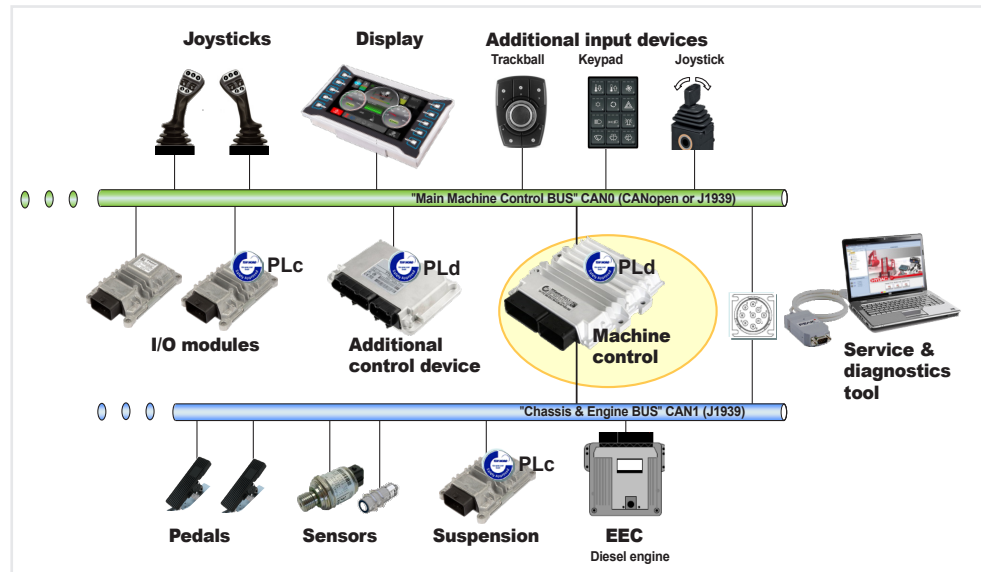 Joysticks
Display
Additional input devices
Trackball
Keypad
Joystick
"Main Machine Control BUS" CAN0 (CANopen or J1939)
PLc
PLd
PLd
I/O modules
Additional
control device
Machine
control
Service &
diagnostics
tool
"Chassis & Engine BUS" CAN1 (J1939)
PLc
Pedals
Sensors
Suspension
EEC
Diesel engine